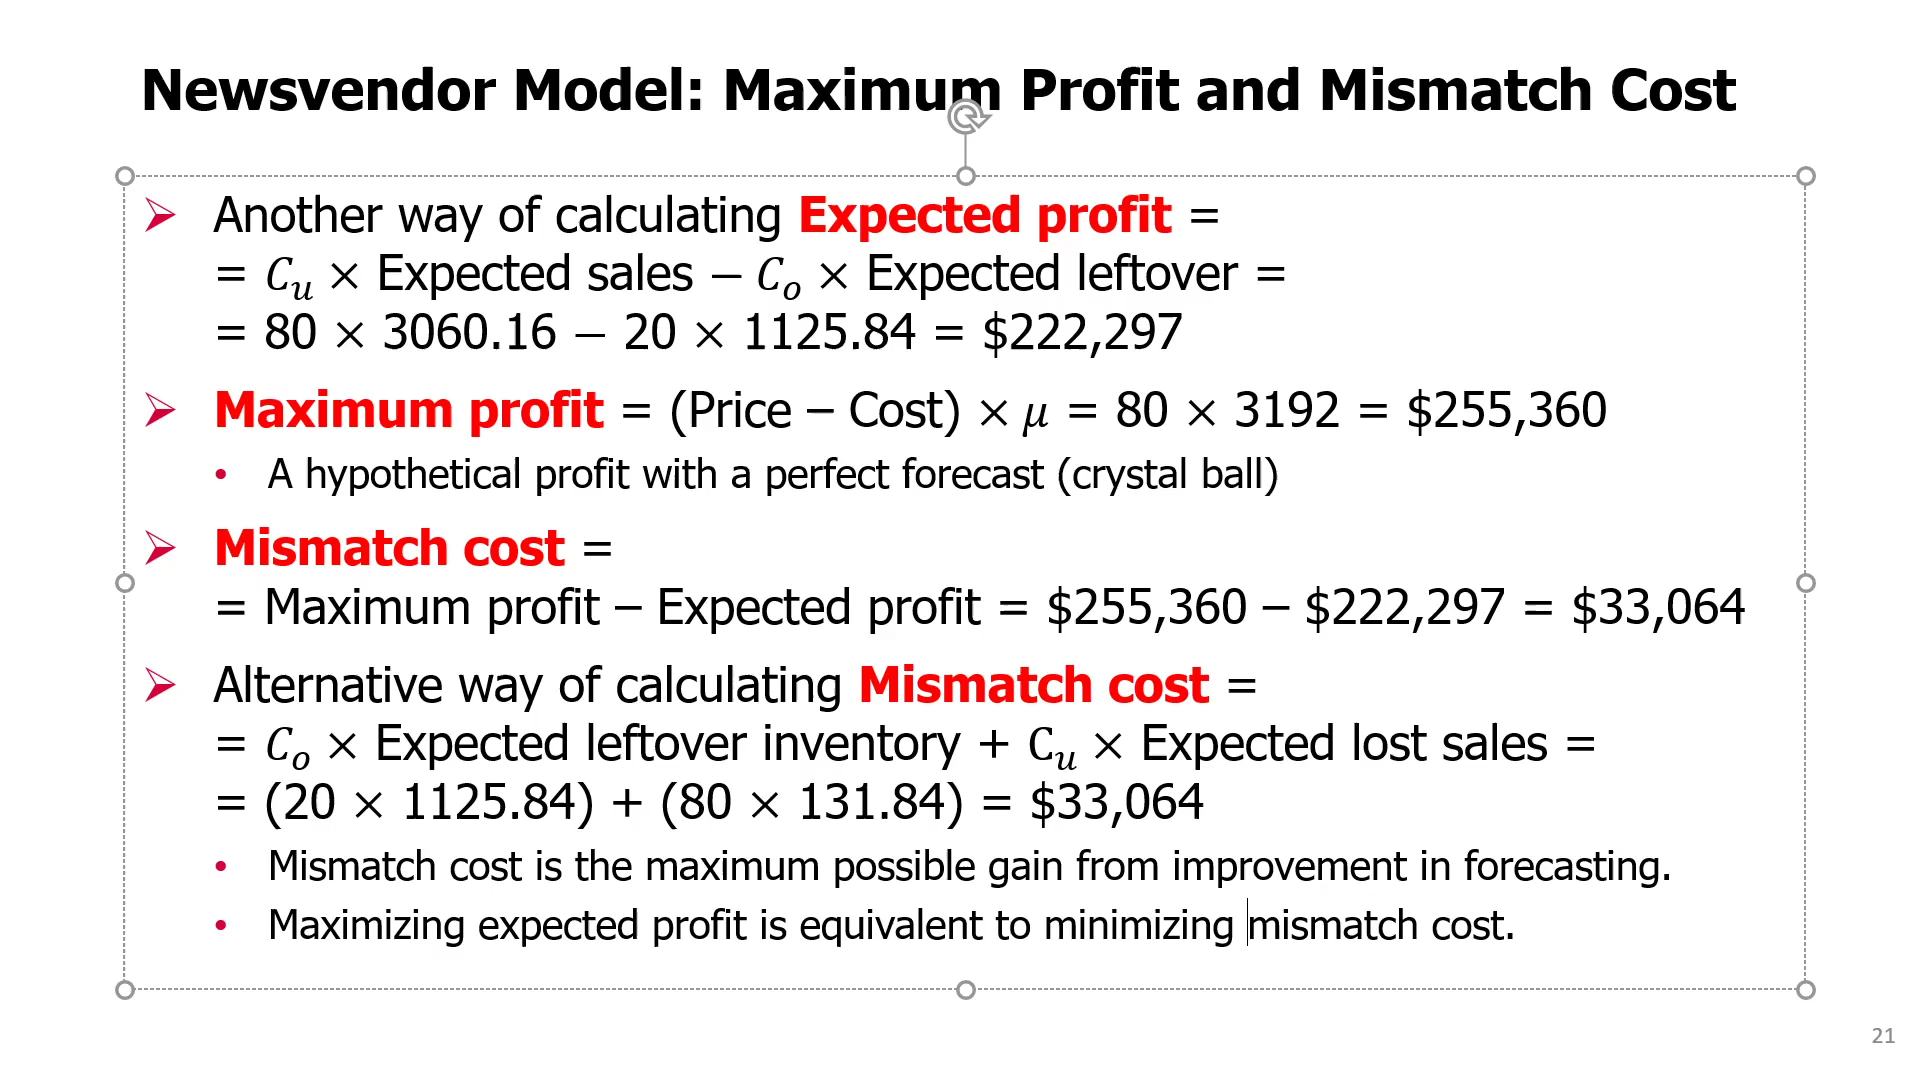 Newsvendor Model: Maximum Profit and Mismatch Cost
➢ Another way of calculating Expected profit =
= 𝐶ᵤ × Expected sales − 𝐶ₒ × Expected leftover =
= 80 × 3060.16 − 20 × 1125.84 = $222,297
➢ Maximum profit = (Price – Cost) × 𝜇 = 80 × 3192 = $255,360
• A hypothetical profit with a perfect forecast (crystal ball)
➢ Mismatch cost =
= Maximum profit – Expected profit = $255,360 – $222,297 = $33,064
➢ Alternative way of calculating Mismatch cost =
= 𝐶ₒ × Expected leftover inventory + Cᵤ × Expected lost sales =
= (20 × 1125.84) + (80 × 131.84) = $33,064
• Mismatch cost is the maximum possible gain from improvement in forecasting.
• Maximizing expected profit is equivalent to minimizing mismatch cost.
21